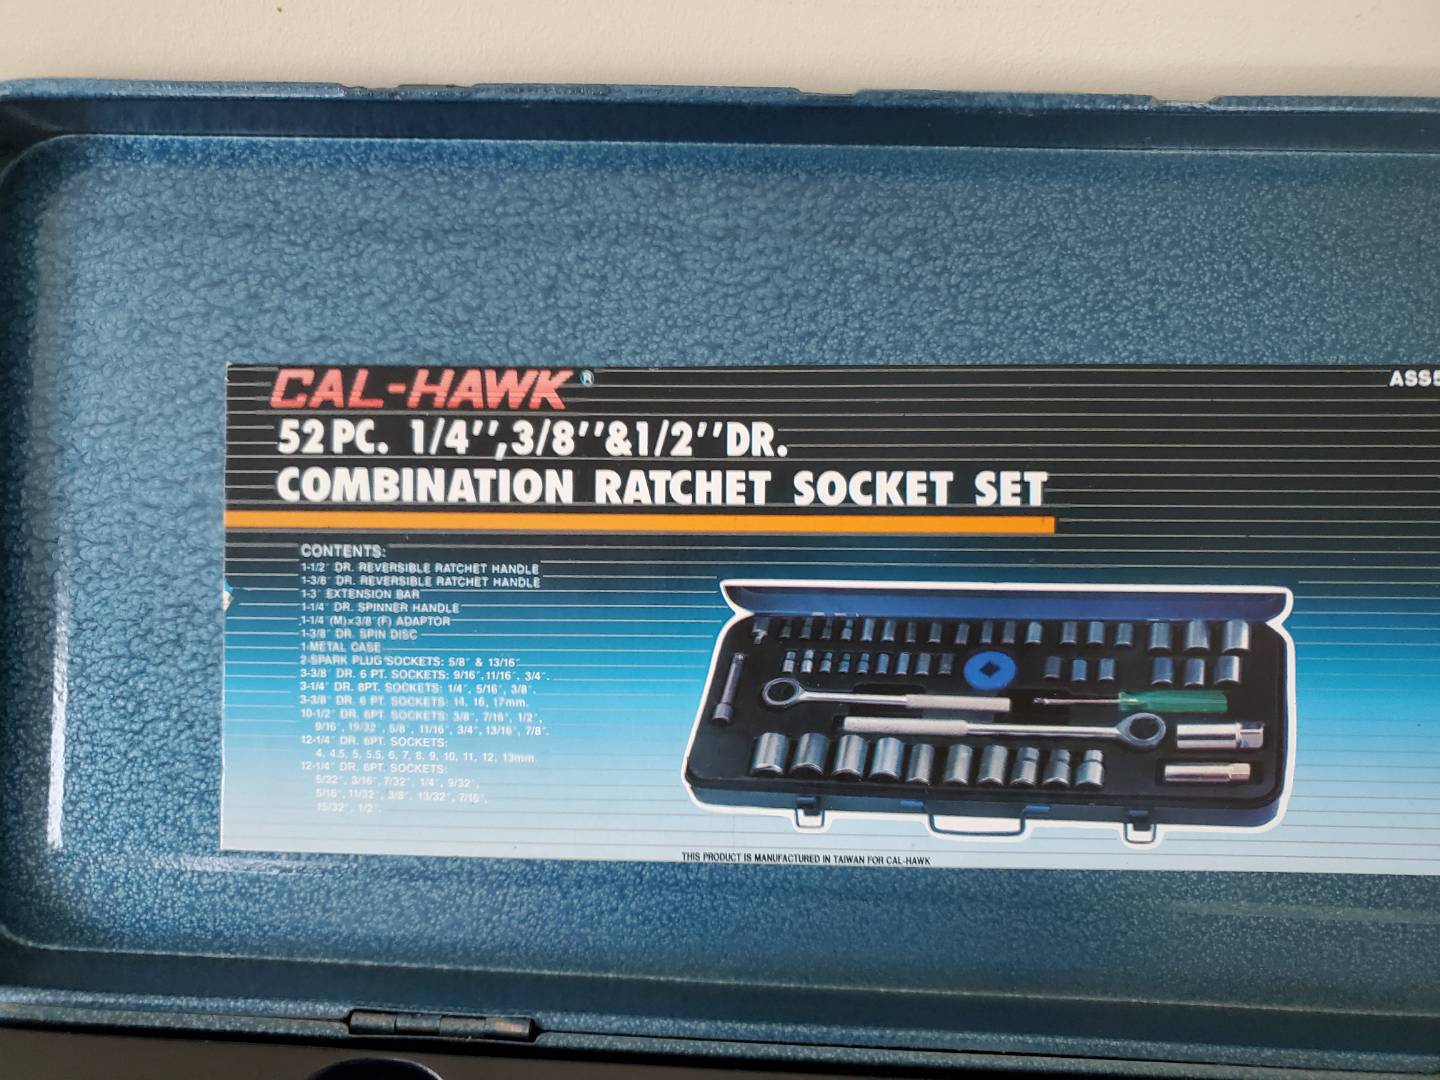 CAL-HAWK®
ASS5
52 PC. 1/4'',3/8''&1/2''DR.
COMBINATION RATCHET SOCKET SET
CONTENTS:
1-1/2" DR. REVERSIBLE RATCHET HANDLE
1-3/8" DR. REVERSIBLE RATCHET HANDLE
1-3" EXTENSION BAR
1-1/4" DR. SPINNER HANDLE
1-1/4 (M)x3/8 (F) ADAPTOR
1-3/8" DR. SPIN DISC
1-METAL CASE
2-SPARK PLUG SOCKETS: 5/8" & 13/16"
3-3/8" DR. 6 PT. SOCKETS: 9/16", 11/16", 3/4".
3-1/4" DR. 8PT. SOCKETS: 1/4", 5/16", 3/8".
3-3/8" DR. 6 PT. SOCKETS: 14, 16, 17mm.
10-1/2" DR. 6PT. SOCKETS: 3/8", 7/16", 1/2",
9/16", 19/32", 5/8", 11/16", 3/4", 13/16", 7/8".
12-1/4" DR. 6PT. SOCKETS:
4, 4.5, 5, 5.5, 6, 7, 8, 9, 10, 11, 12, 13mm.
12-1/4" DR. 6PT. SOCKETS:
5/32", 3/16", 7/32", 1/4", 9/32",
5/16", 11/32", 3/8", 13/32", 7/16",
15/32", 1/2".
THIS PRODUCT IS MANUFACTURED IN TAIWAN FOR CAL-HAWK